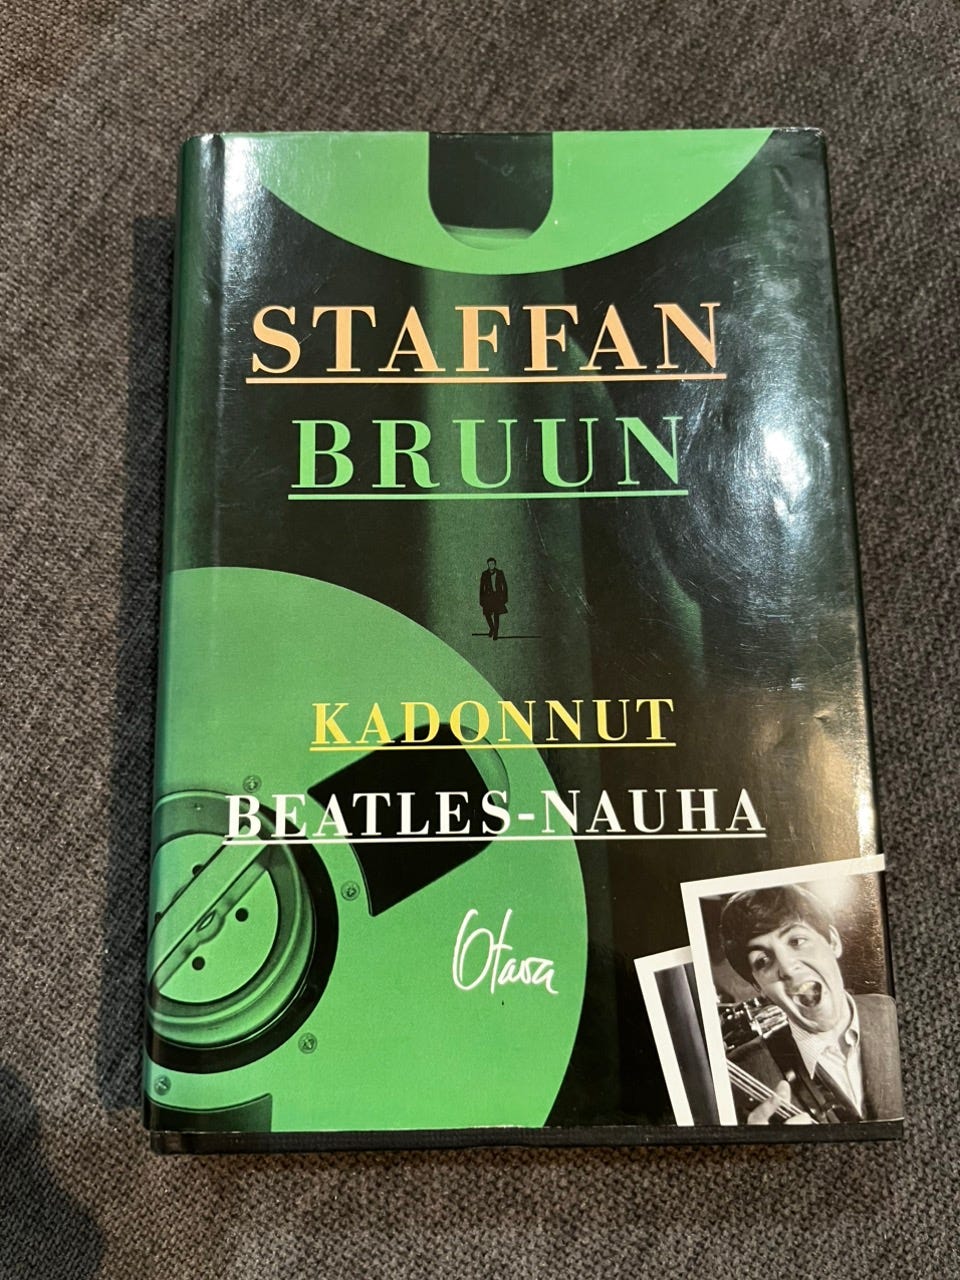 STAFFAN
BRUUN
KADONNUT
BEATLES-NAUHA
Otava